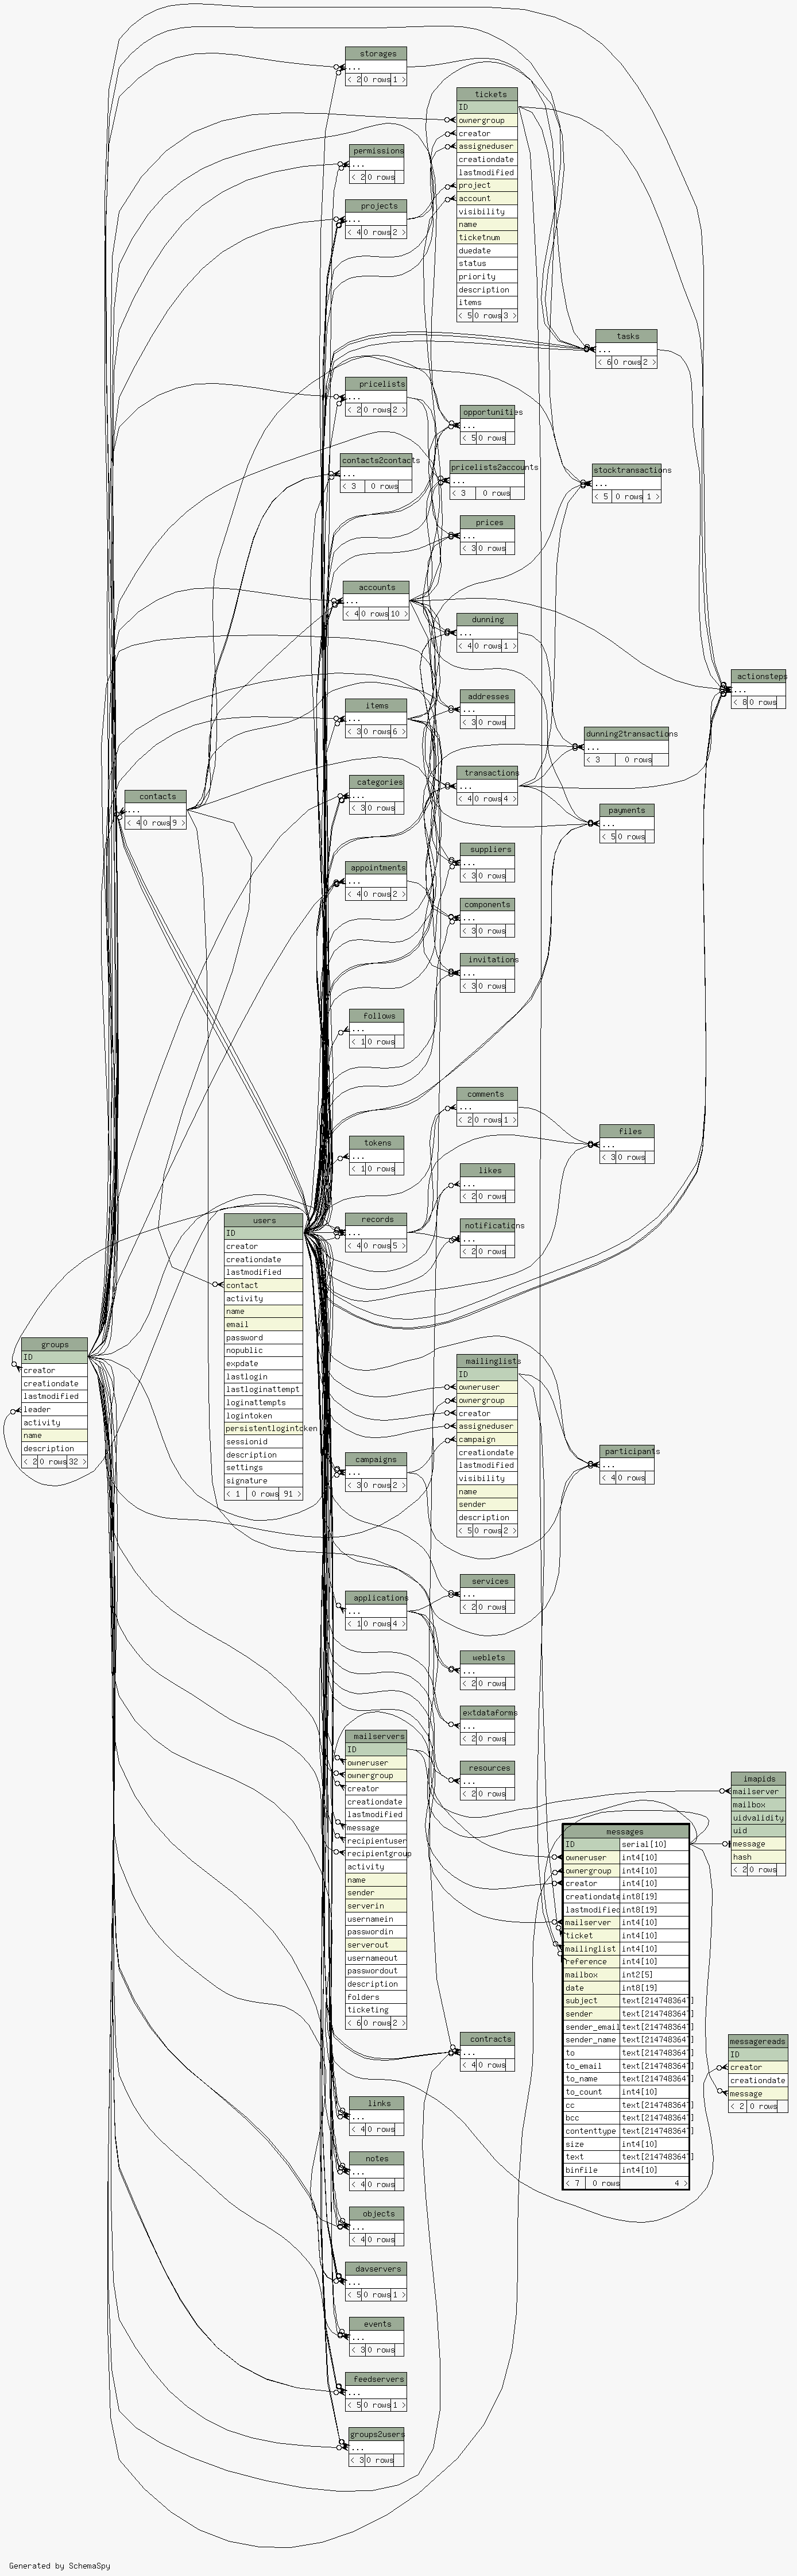 storages
...
< 2 0 rows 1 >
tickets
ID
ownergroup
creator
assigneduser
creationdate
lastmodified
project
account
visibility
name
ticketnum
duedate
status
priority
description
items
< 5 0 rows 3 >
permissions
...
< 2 0 rows
projects
...
< 4 0 rows 2 >
tasks
...
< 6 0 rows 2 >
pricelists
...
< 2 0 rows 2 >
opportunities
...
< 5 0 rows
contacts2contacts
...
< 3 0 rows
pricelists2accounts
...
< 3 0 rows
stocktransactions
...
< 5 0 rows 1 >
prices
...
< 3 0 rows
accounts
...
< 4 0 rows 10 >
dunning
...
< 4 0 rows 1 >
actionsteps
...
< 8 0 rows
addresses
...
< 3 0 rows
items
...
< 3 0 rows 6 >
dunning2transactions
...
< 3 0 rows
transactions
...
< 4 0 rows 4 >
categories
...
< 3 0 rows
contacts
...
< 4 0 rows 9 >
payments
...
< 5 0 rows
suppliers
...
< 3 0 rows
appointments
...
< 4 0 rows 2 >
components
...
< 3 0 rows
invitations
...
< 3 0 rows
follows
...
< 1 0 rows
comments
...
< 2 0 rows 1 >
files
...
< 3 0 rows
tokens
...
< 1 0 rows
likes
...
< 2 0 rows
records
...
< 4 0 rows 5 >
notifications
...
< 2 0 rows
users
ID
creator
creationdate
lastmodified
contact
activity
name
email
password
nopublic
expdate
lastlogin
lastloginattempt
loginattempts
logintoken
persistentlogintoken
sessionid
description
settings
signature
< 1 0 rows 91 >
groups
ID
creator
creationdate
lastmodified
leader
activity
name
description
< 2 0 rows 32 >
mailinglists
ID
owneruser
ownergroup
creator
assigneduser
campaign
creationdate
lastmodified
visibility
name
sender
description
< 5 0 rows 2 >
participants
...
< 4 0 rows
campaigns
...
< 3 0 rows 2 >
services
...
< 2 0 rows
applications
...
< 1 0 rows 4 >
weblets
...
< 2 0 rows
extdataforms
...
< 2 0 rows
resources
...
< 2 0 rows
mailservers
ID
owneruser
ownergroup
creator
creationdate
lastmodified
message
recipientuser
recipientgroup
activity
name
sender
serverin
usernamein
passwordin
serverout
usernameout
passwordout
description
folders
ticketing
< 6 0 rows 2 >
imapids
mailserver
mailbox
uidvalidity
uid
message
hash
< 2 0 rows
messages
ID serial[10]
owneruser int4[10]
ownergroup int4[10]
creator int4[10]
creationdate int8[19]
lastmodified int8[19]
mailserver int4[10]
ticket int4[10]
mailinglist int4[10]
reference int4[10]
mailbox int2[5]
date int8[19]
subject text[2147483647]
sender text[2147483647]
sender_email text[2147483647]
sender_name text[2147483647]
to text[2147483647]
to_email text[2147483647]
to_name text[2147483647]
to_count int4[10]
cc text[2147483647]
bcc text[2147483647]
contenttype text[2147483647]
size int4[10]
text text[2147483647]
binfile int4[10]
< 7 0 rows 4 >
messagereads
ID
creator
creationdate
message
< 2 0 rows
contracts
...
< 4 0 rows
links
...
< 4 0 rows
notes
...
< 4 0 rows
objects
...
< 4 0 rows
davservers
...
< 5 0 rows 1 >
events
...
< 3 0 rows
feedservers
...
< 5 0 rows 1 >
groups2users
...
< 3 0 rows
Generated by SchemaSpy